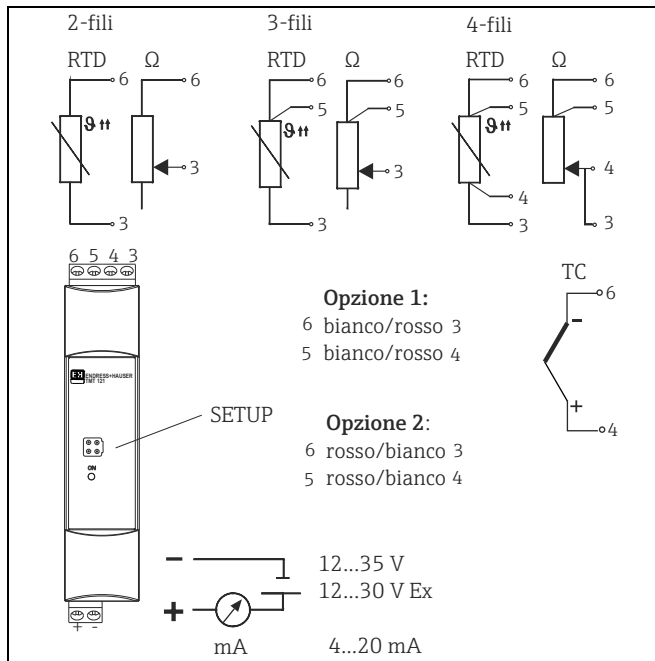 2-fili 3-fili 4-fili
RTD Ω RTD Ω RTD Ω
6 6 6 6 6 6
5 5 5 5
ϑ ↑↑ ϑ ↑↑ ϑ ↑↑
3 3 4
4
3 3 3 3
6 5 4 3
TC
6
Opzione 1:
6 bianco/rosso 3
5 bianco/rosso 4
-
+
4
E+H ENDRESS+HAUSER
TMT 121
SETUP
Opzione 2:
6 rosso/bianco 3
5 rosso/bianco 4
ON
- 12...35 V
12...30 V Ex
+
mA 4...20 mA
+ -